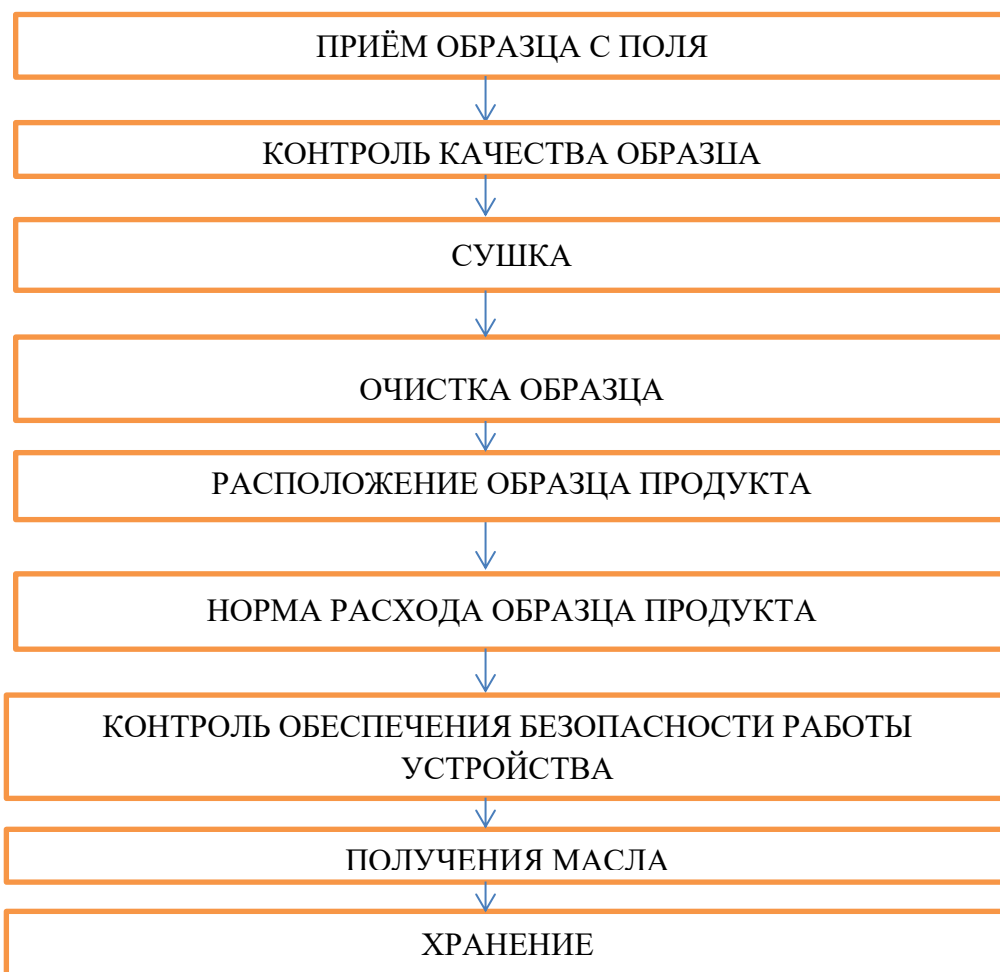 ПРИЁМ ОБРАЗЦА С ПОЛЯ
КОНТРОЛЬ КАЧЕСТВА ОБРАЗЦА
СУШКА
ОЧИСТКА ОБРАЗЦА
РАСПОЛОЖЕНИЕ ОБРАЗЦА ПРОДУКТА
НОРМА РАСХОДА ОБРАЗЦА ПРОДУКТА
КОНТРОЛЬ ОБЕСПЕЧЕНИЯ БЕЗОПАСНОСТИ РАБОТЫ
УСТРОЙСТВА
ПОЛУЧЕНИЯ МАСЛА
ХРАНЕНИЕ